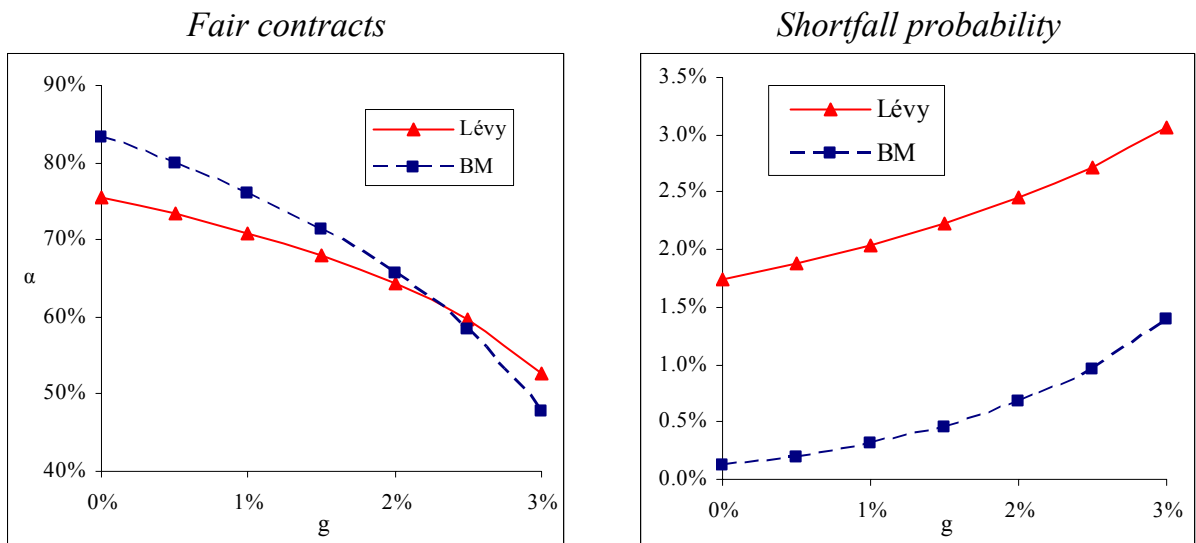 Fair contracts
90%
80%
70%
α
60%
50%
40%
0%
1%
2%
3%
g
Lévy
BM
Shortfall probability
3.5%
3.0%
2.5%
2.0%
1.5%
1.0%
0.5%
0.0%
0%
1%
2%
3%
g
Lévy
BM